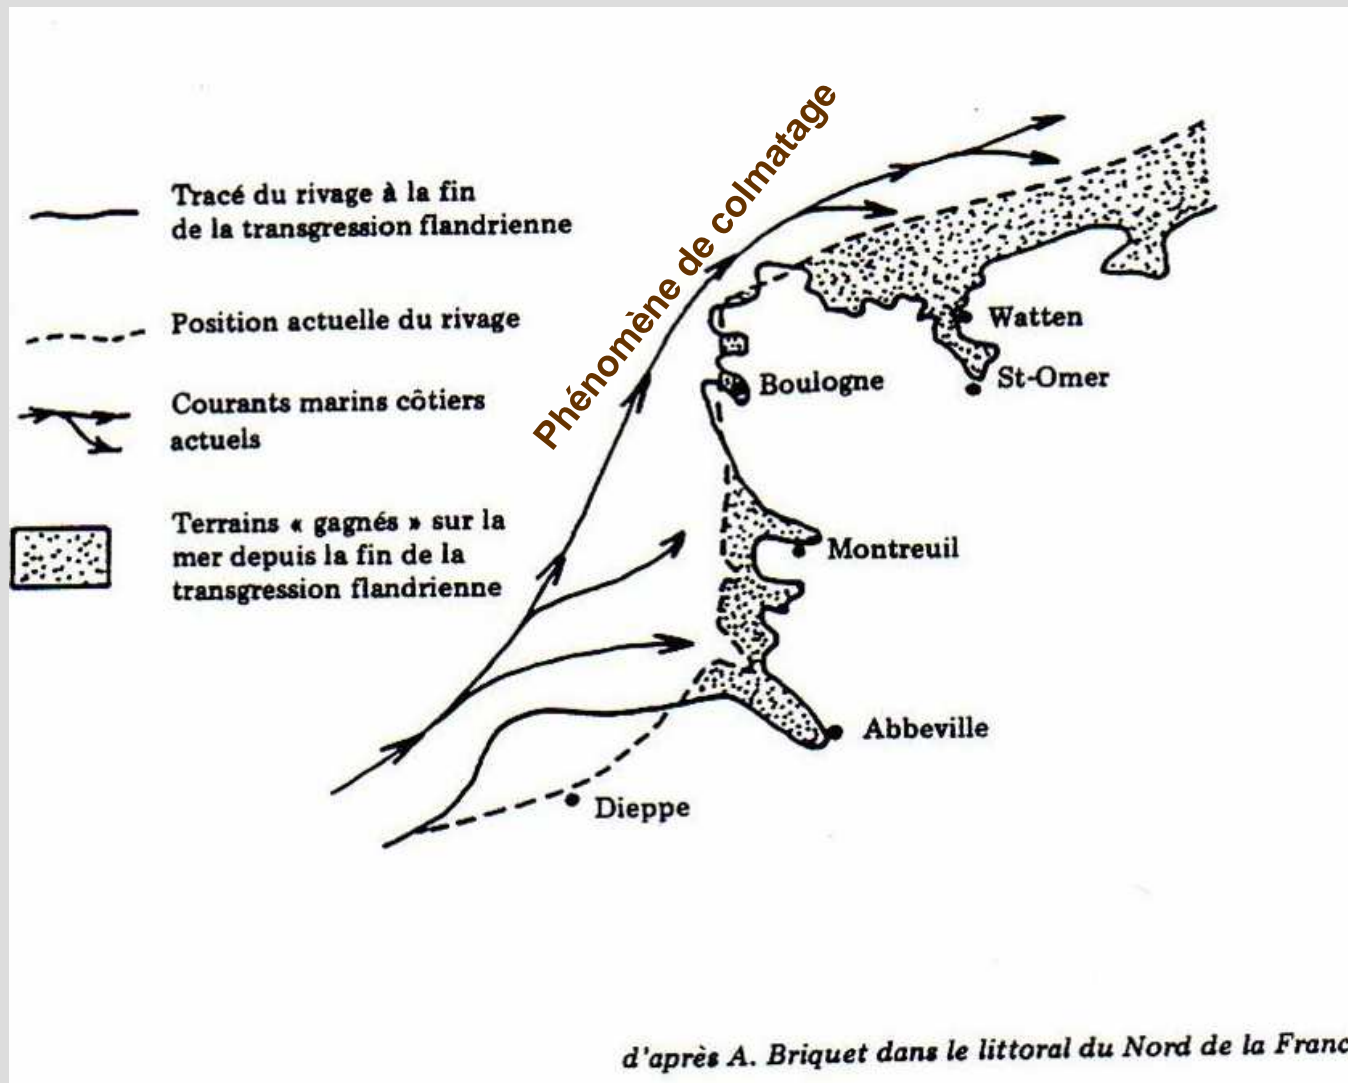 Phénomène de colmatage
Tracé du rivage à la fin
de la transgression flandrienne
Position actuelle du rivage
Courants marins côtiers
actuels
Terrains « gagnés » sur la
mer depuis la fin de la
transgression flandrienne
Watten
St-Omer
Boulogne
Montreuil
Abbeville
Dieppe
d'après A. Briquet dans le littoral du Nord de la Franc